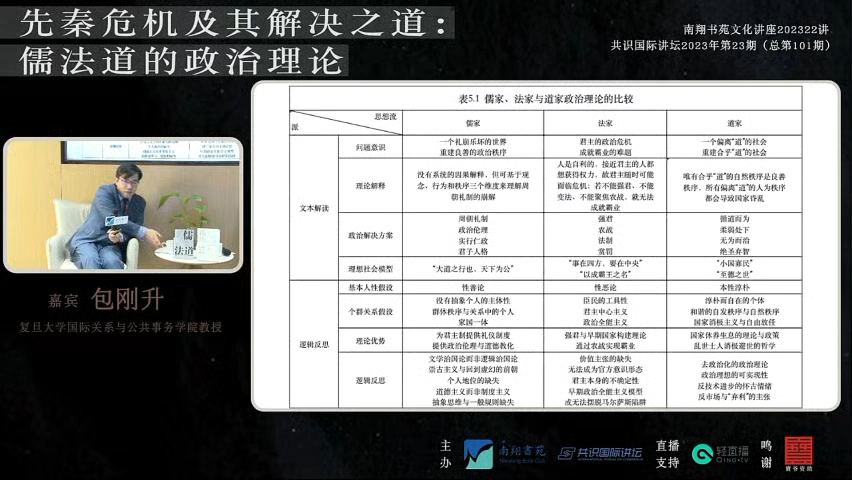 先秦危机及其解决之道：
儒法道的政治理论
南翔书苑文化讲座202322讲
共识国际讲坛2023年第23期（总第101期）
表5.1 儒家、法家与道家政治理论的比较
思想流
派
儒家
法家
道家
文本解读
问题意识
一个礼崩乐坏的世界
重建良善的政治秩序
君主的政治危机
成就霸业的难题
一个偏离“道”的社会
重建合乎“道”的社会
理论解释
没有系统的因果解释，但可基于观
念、行为和秩序三个维度来理解周
朝礼制的崩解
人是自利的，接近君主的人都
想获得权力，故君主随时可能
面临危机；若不能强君、不能
变法、不能聚焦农战，就无法
成就霸业
唯有合乎“道”的自然秩序是良善
秩序，所有偏离“道”的人为秩序
都会导致国家昏乱
政治解决方案
周朝礼制
政治伦理
实行仁政
君子人格
强君
农战
法制
赏罚
循道而为
柔弱处下
无为而治
绝圣弃智
理想社会模型
“大道之行也，天下为公”
“事在四方，要在中央”
“以成霸王之名”
“小国寡民”
“至德之世”
逻辑反思
基本人性假设
性善论
性恶论
本性淳朴
个群关系假设
没有抽象个人的主体性
群体秩序与关系中的个人
家国一体
臣民的工具性
君主中心主义
政治全能主义
淳朴而自在的个体
和谐的自发秩序与自然秩序
国家消极主义与自由放任
理论优势
为君主制提供礼仪制度
提供政治伦理与道德教化
强君与早期国家构建理论
通过农战实现霸业
国家休养生息的理论与政策
乱世士人消极避世的哲学
逻辑反思
文学治国论而非逻辑治国论
崇古主义与回到虚幻的前朝
个人地位的缺失
道德主义而非制度主义
抽象思维与一般规则缺失
价值主张的缺失
无法成为官方意识形态
君主本身的不确定性
早期政治全能主义模型
或无法摆脱马尔萨斯陷阱
去政治化的政治理论
政治理想的可实现性
反技术进步的怀古情绪
反市场与“弃利”的主张
儒
法道
嘉宾 包刚升
复旦大学国际关系与公共事务学院教授
主办
南翔书苑
共识国际讲坛
直播支持
轻直播
Qing·tv
鸣谢